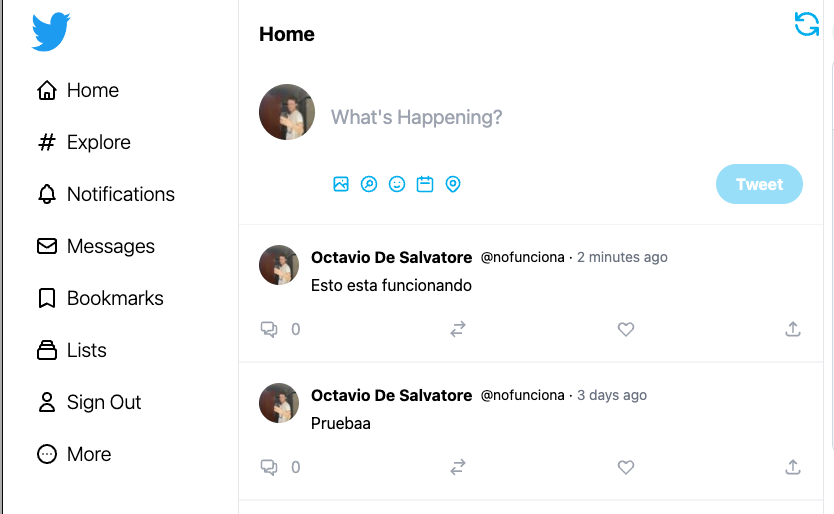 Home
Home
Explore
Notifications
Messages
Bookmarks
Lists
Sign Out
More
What's Happening?
Tweet
Octavio De Salvatore @nofunciona · 2 minutes ago
Esto esta funcionando
0
Octavio De Salvatore @nofunciona · 3 days ago
Pruebaa
0